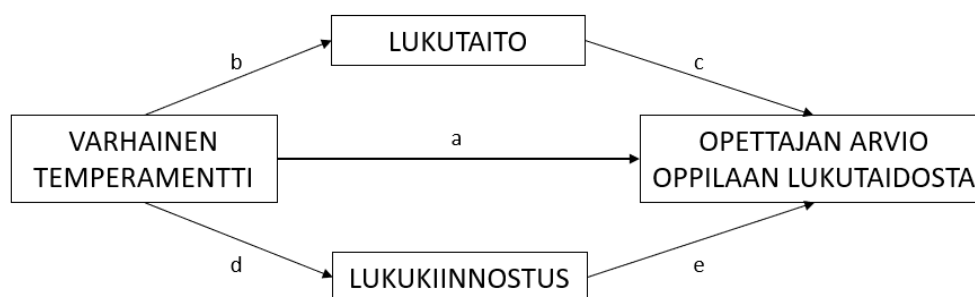 LUKUTAITO
b
c
VARHAINEN
TEMPERAMENTTI
a
OPETTAJAN ARVIO
OPPILAAN LUKUTAIDOSTA
d
e
LUKUKIINNOSTUS